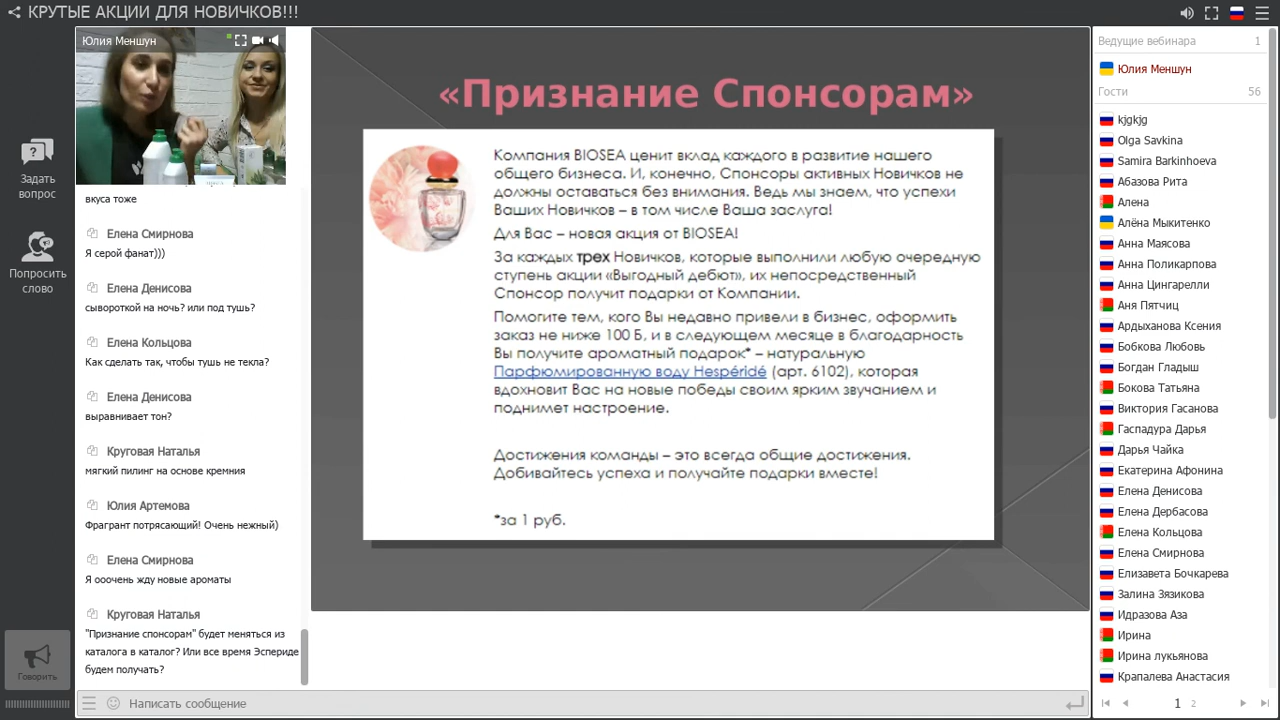 КРУТЫЕ АКЦИИ ДЛЯ НОВИЧКОВ!!!
Юлия Меншун
Задать
вопрос
Попросить
слово
Говорить
вкуса тоже
Елена Смирнова
Я серой фанат)))
Елена Денисова
сывороткой на ночь? или под тушь?
Елена Кольцова
Как сделать так, чтобы тушь не текла?
Елена Денисова
выравнивает тон?
Круговая Наталья
мягкий пилинг на основе кремния
Юлия Артемова
Фрагрант потрясающий! Очень нежный)
Елена Смирнова
Я ооочень жду новые ароматы
Круговая Наталья
"Признание спонсорам" будет меняться из
каталога в каталог? Или все время Эспериде
будем получать?
Написать сообщение
«Признание Спонсорам»
Компания BIOSEA ценит вклад каждого в развитие нашего
общего бизнеса. И, конечно, Спонсоры активных Новичков не
должны оставаться без внимания. Ведь мы знаем, что успехи
Ваших Новичков – в том числе Ваша заслуга!
Для Вас – новая акция от BIOSEA!
За каждых трех Новичков, которые выполнили любую очередную
ступень акции «Выгодный дебют», их непосредственный
Спонсор получит подарки от Компании.
Помогите тем, кого Вы недавно привели в бизнес, оформить
заказ не ниже 100 Б, и в следующем месяце в благодарность
Вы получите ароматный подарок* – натуральную
Парфюмированную воду Hespéridé (арт. 6102), которая
вдохновит Вас на новые победы своим ярким звучанием и
поднимет настроение.
Достижения команды – это всегда общие достижения.
Добивайтесь успеха и получайте подарки вместе!
*за 1 руб.
Ведущие вебинара 1
Юлия Меншун
Гости 56
kjgkjg
Olga Savkina
Samira Barkinhoeva
Абазова Рита
Алена
Алёна Мыкитенко
Анна Маясова
Анна Поликарпова
Анна Цингарелли
Аня Пятчиц
Ардыханова Ксения
Бобкова Любовь
Богдан Гладыш
Бокова Татьяна
Виктория Гасанова
Гаспадура Дарья
Дарья Чайка
Екатерина Афонина
Елена Денисова
Елена Дербасова
Елена Кольцова
Елена Смирнова
Елизавета Бочкарева
Залина Зязикова
Идразова Аза
Ирина
Ирина лукьянова
Крапалева Анастасия
1 2